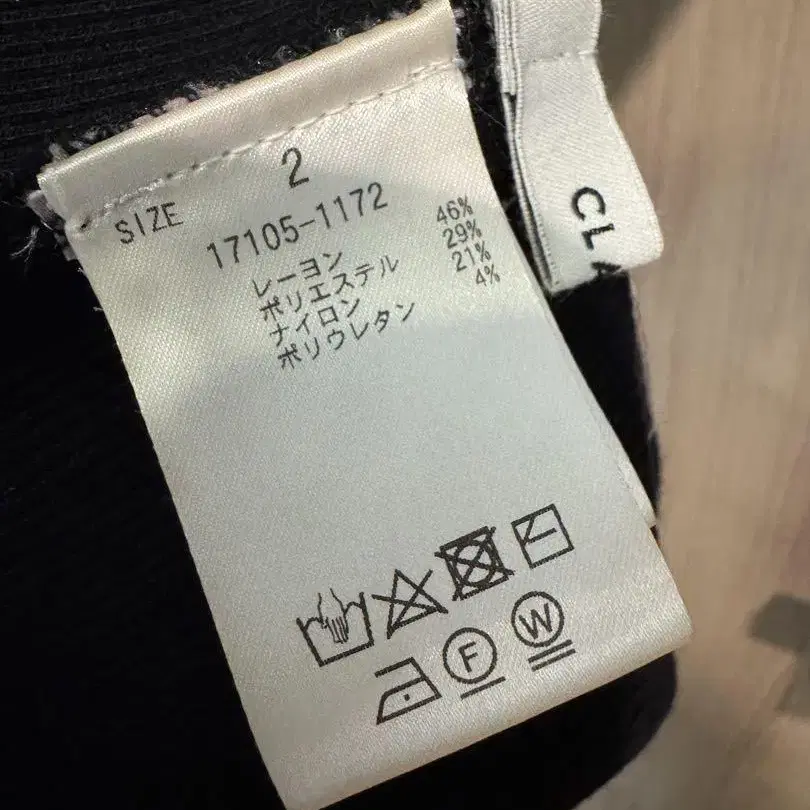 2
SIZE
17105-1172
レーヨン 46%
ポリエステル 29%
ナイロン 21%
ポリウレタン 4%
F
W
CLA